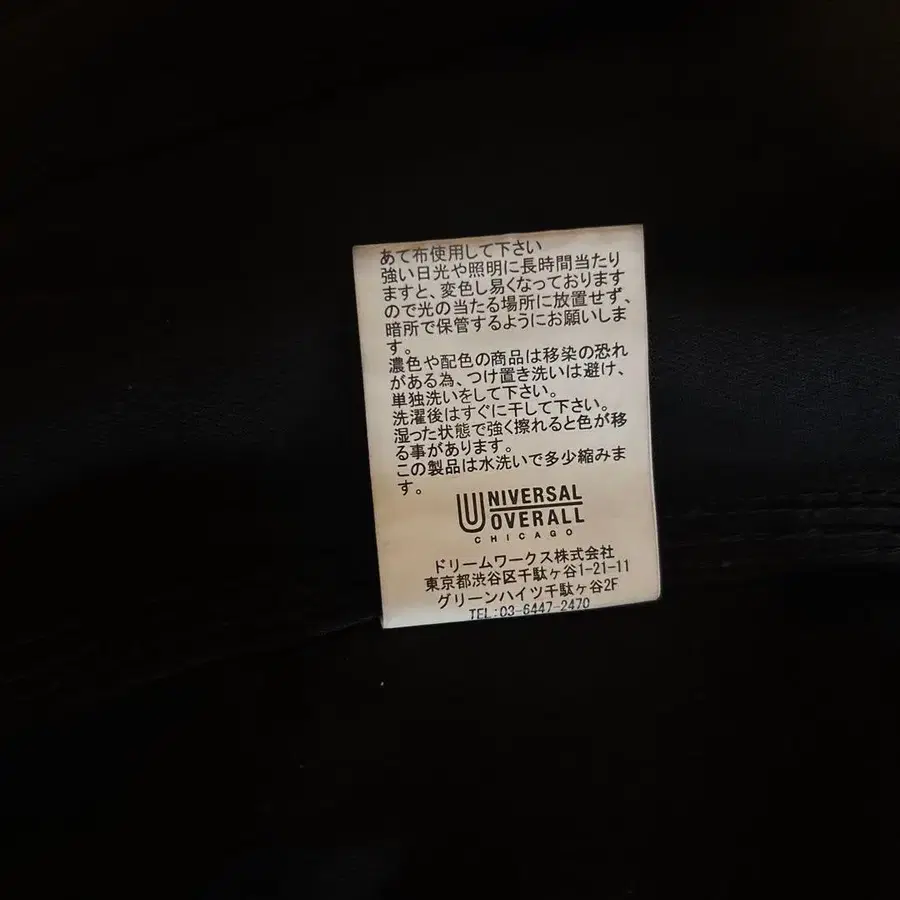 あて布使用して下さい
強い日光や照明に長時間当たり
ますと、変色し易くなっております
ので光の当たる場所に放置せず、
暗所で保管するようにお願いしま
す。
濃色や配色の商品は移染の恐れ
がある為、つけ置き洗いは避け、
単独洗いをして下さい。
洗濯後はすぐに干して下さい。
湿った状態で強く擦れると色が移
る事があります。
この製品は水洗いで多少縮みま
す。
UNIVERSAL
OVERALL
CHICAGO
ドリームワークス株式会社
東京都渋谷区千駄ヶ谷1-21-11
グリーンハイツ千駄ヶ谷2F
TEL:03-6447-2470